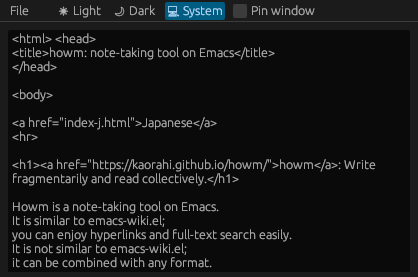 File Light Dark System Pin window
<html> <head>
<title>howm: note-taking tool on Emacs</title>
</head>
<body>
<a href="index-j.html">Japanese</a>
<hr>
<h1><a href="https://kaorahi.github.io/howm/">howm</a>: Write
fragmentarily and read collectively.</h1>
Howm is a note-taking tool on Emacs.
It is similar to emacs-wiki.el;
you can enjoy hyperlinks and full-text search easily.
It is not similar to emacs-wiki.el;
it can be combined with any format.